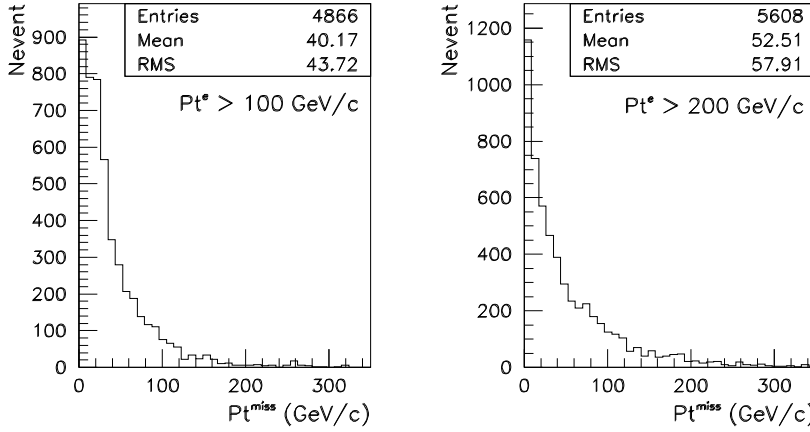 Nevent
Entries 4866
Mean 40.17
RMS 43.72
Pt^e > 100 GeV/c
900
800
700
600
500
400
300
200
100
0
0 100 200 300
Pt^miss (GeV/c)
Nevent
Entries 5608
Mean 52.51
RMS 57.91
Pt^e > 200 GeV/c
1200
1000
800
600
400
200
0
0 100 200 300
Pt^miss (GeV/c)